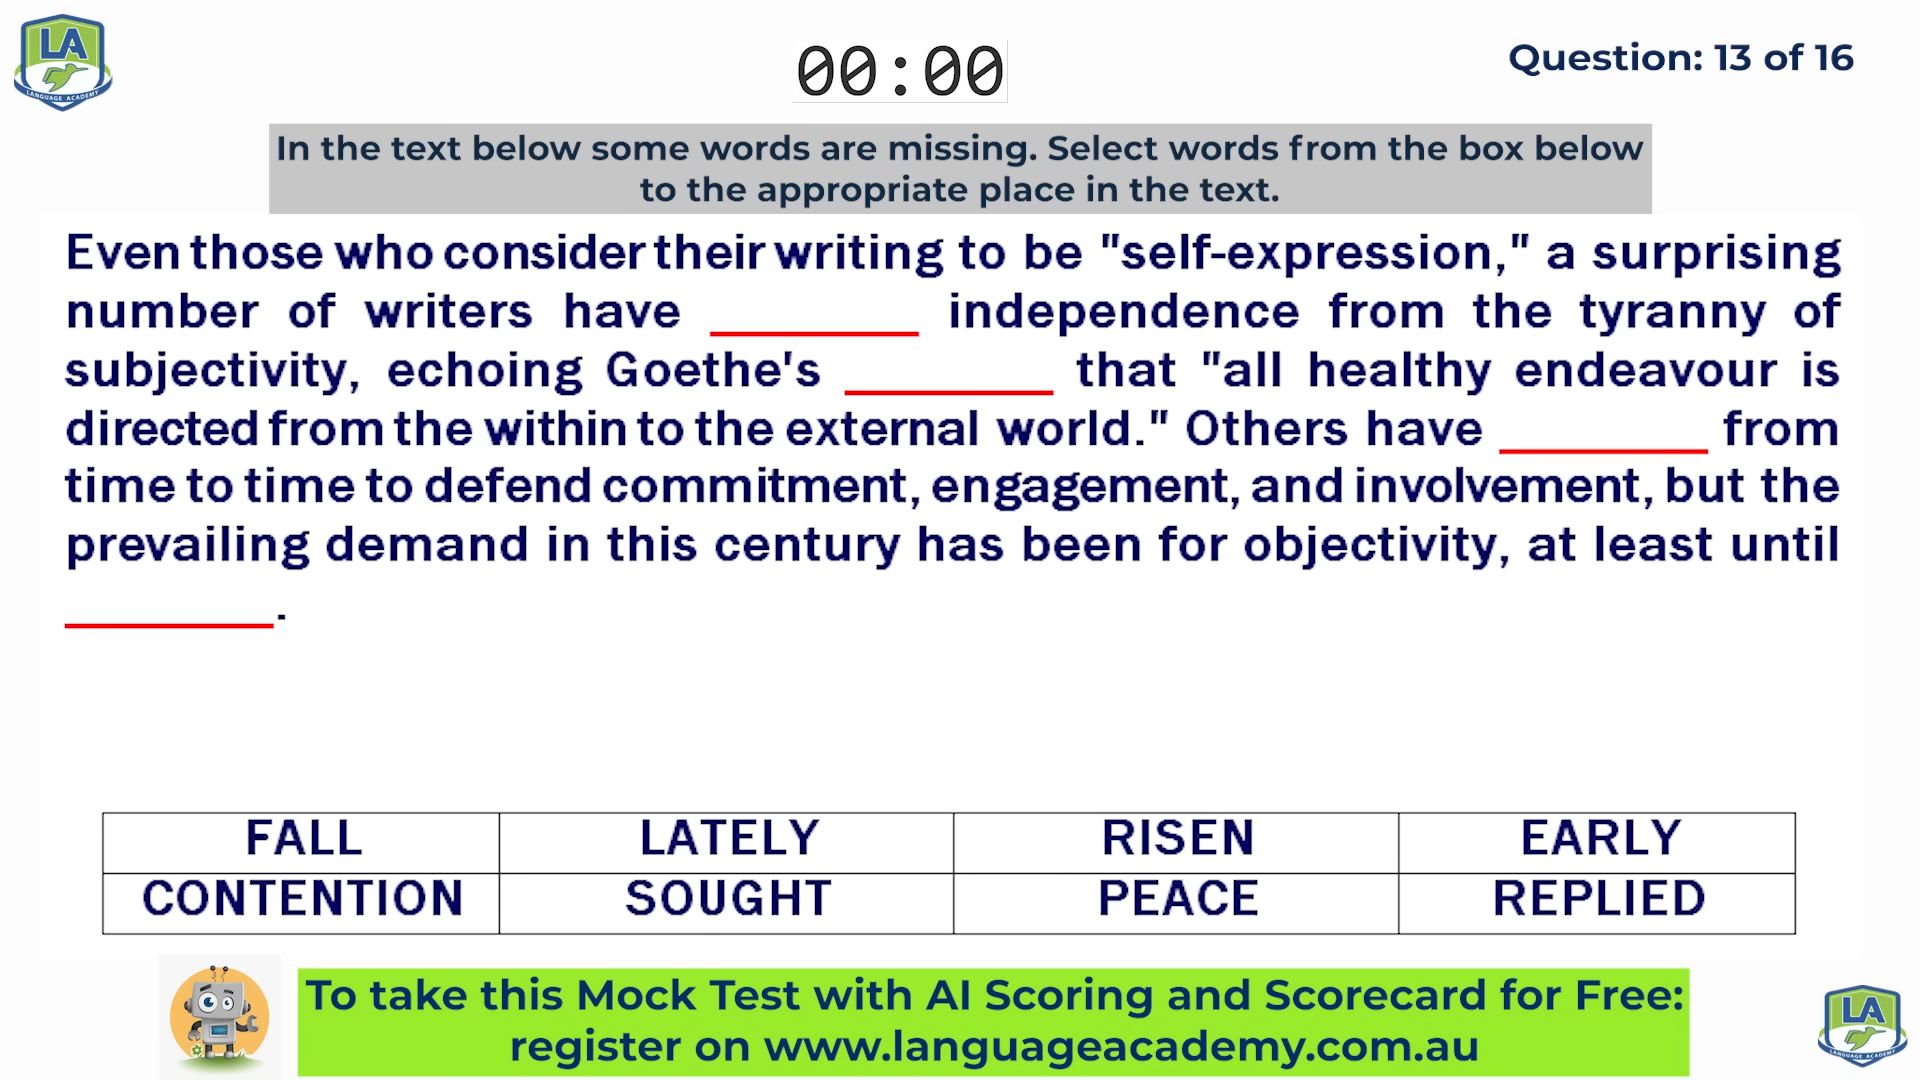 LA
LANGUAGE ACADEMY
00:00
Question: 13 of 16
In the text below some words are missing. Select words from the box below
to the appropriate place in the text.
Even those who consider their writing to be "self-expression," a surprising
number of writers have ________ independence from the tyranny of
subjectivity, echoing Goethe's ________ that "all healthy endeavour is
directed from the within to the external world." Others have ________ from
time to time to defend commitment, engagement, and involvement, but the
prevailing demand in this century has been for objectivity, at least until
________.
FALL LATELY RISEN EARLY
CONTENTION SOUGHT PEACE REPLIED
To take this Mock Test with AI Scoring and Scorecard for Free:
register on www.languageacademy.com.au
LA
LANGUAGE ACADEMY